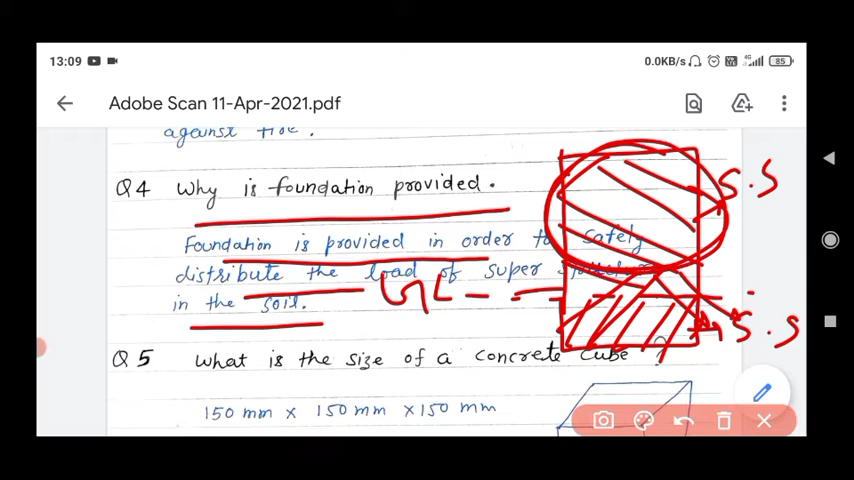 13:09
0.0KB/s 4G 85
Adobe Scan 11-Apr-2021.pdf
against
Q4 Why is foundation provided.
S.S
Foundation is provided in order to safely
distribute the load of super
in the soil.
GL
S.S
Q5 What is the size of a concrete cube ?
150 mm x 150 mm x 150 mm